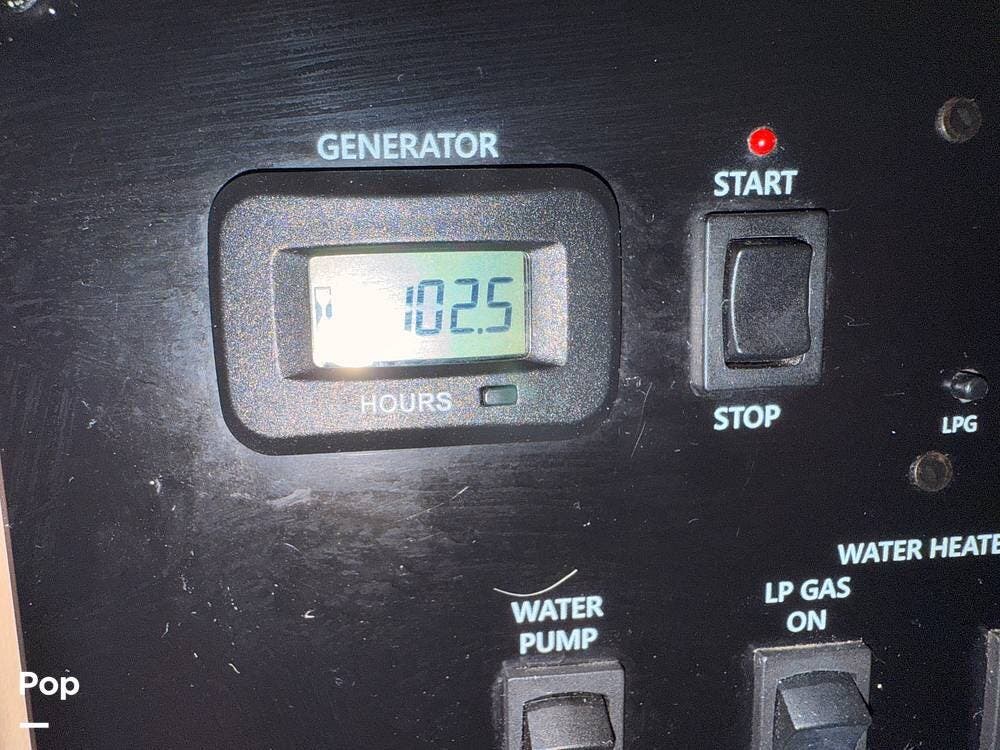 GENERATOR
102.5
HOURS
START
STOP
LPG
WATER HEATE
WATER
PUMP
LP GAS
ON
Pop